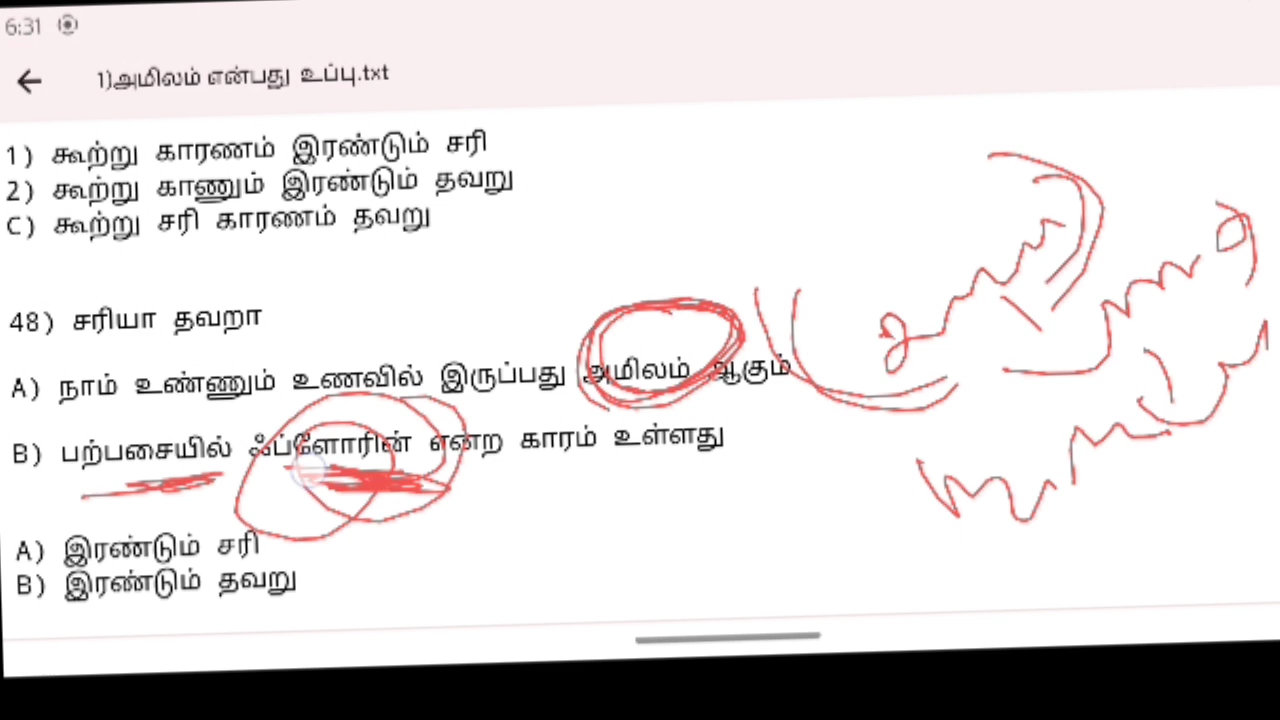 6:31
1)அமிலம் என்பது உப்பு.txt
1) கூற்று காரணம் இரண்டும் சரி
2) கூற்று காணும் இரண்டும் தவறு
C) கூற்று சரி காரணம் தவறு
48) சரியா தவறா
A) நாம் உண்ணும் உணவில் இருப்பது அமிலம் ஆகும்
B) பற்பசையில் ஃப்ளோரின் என்ற காரம் உள்ளது
A) இரண்டும் சரி
B) இரண்டும் தவறு